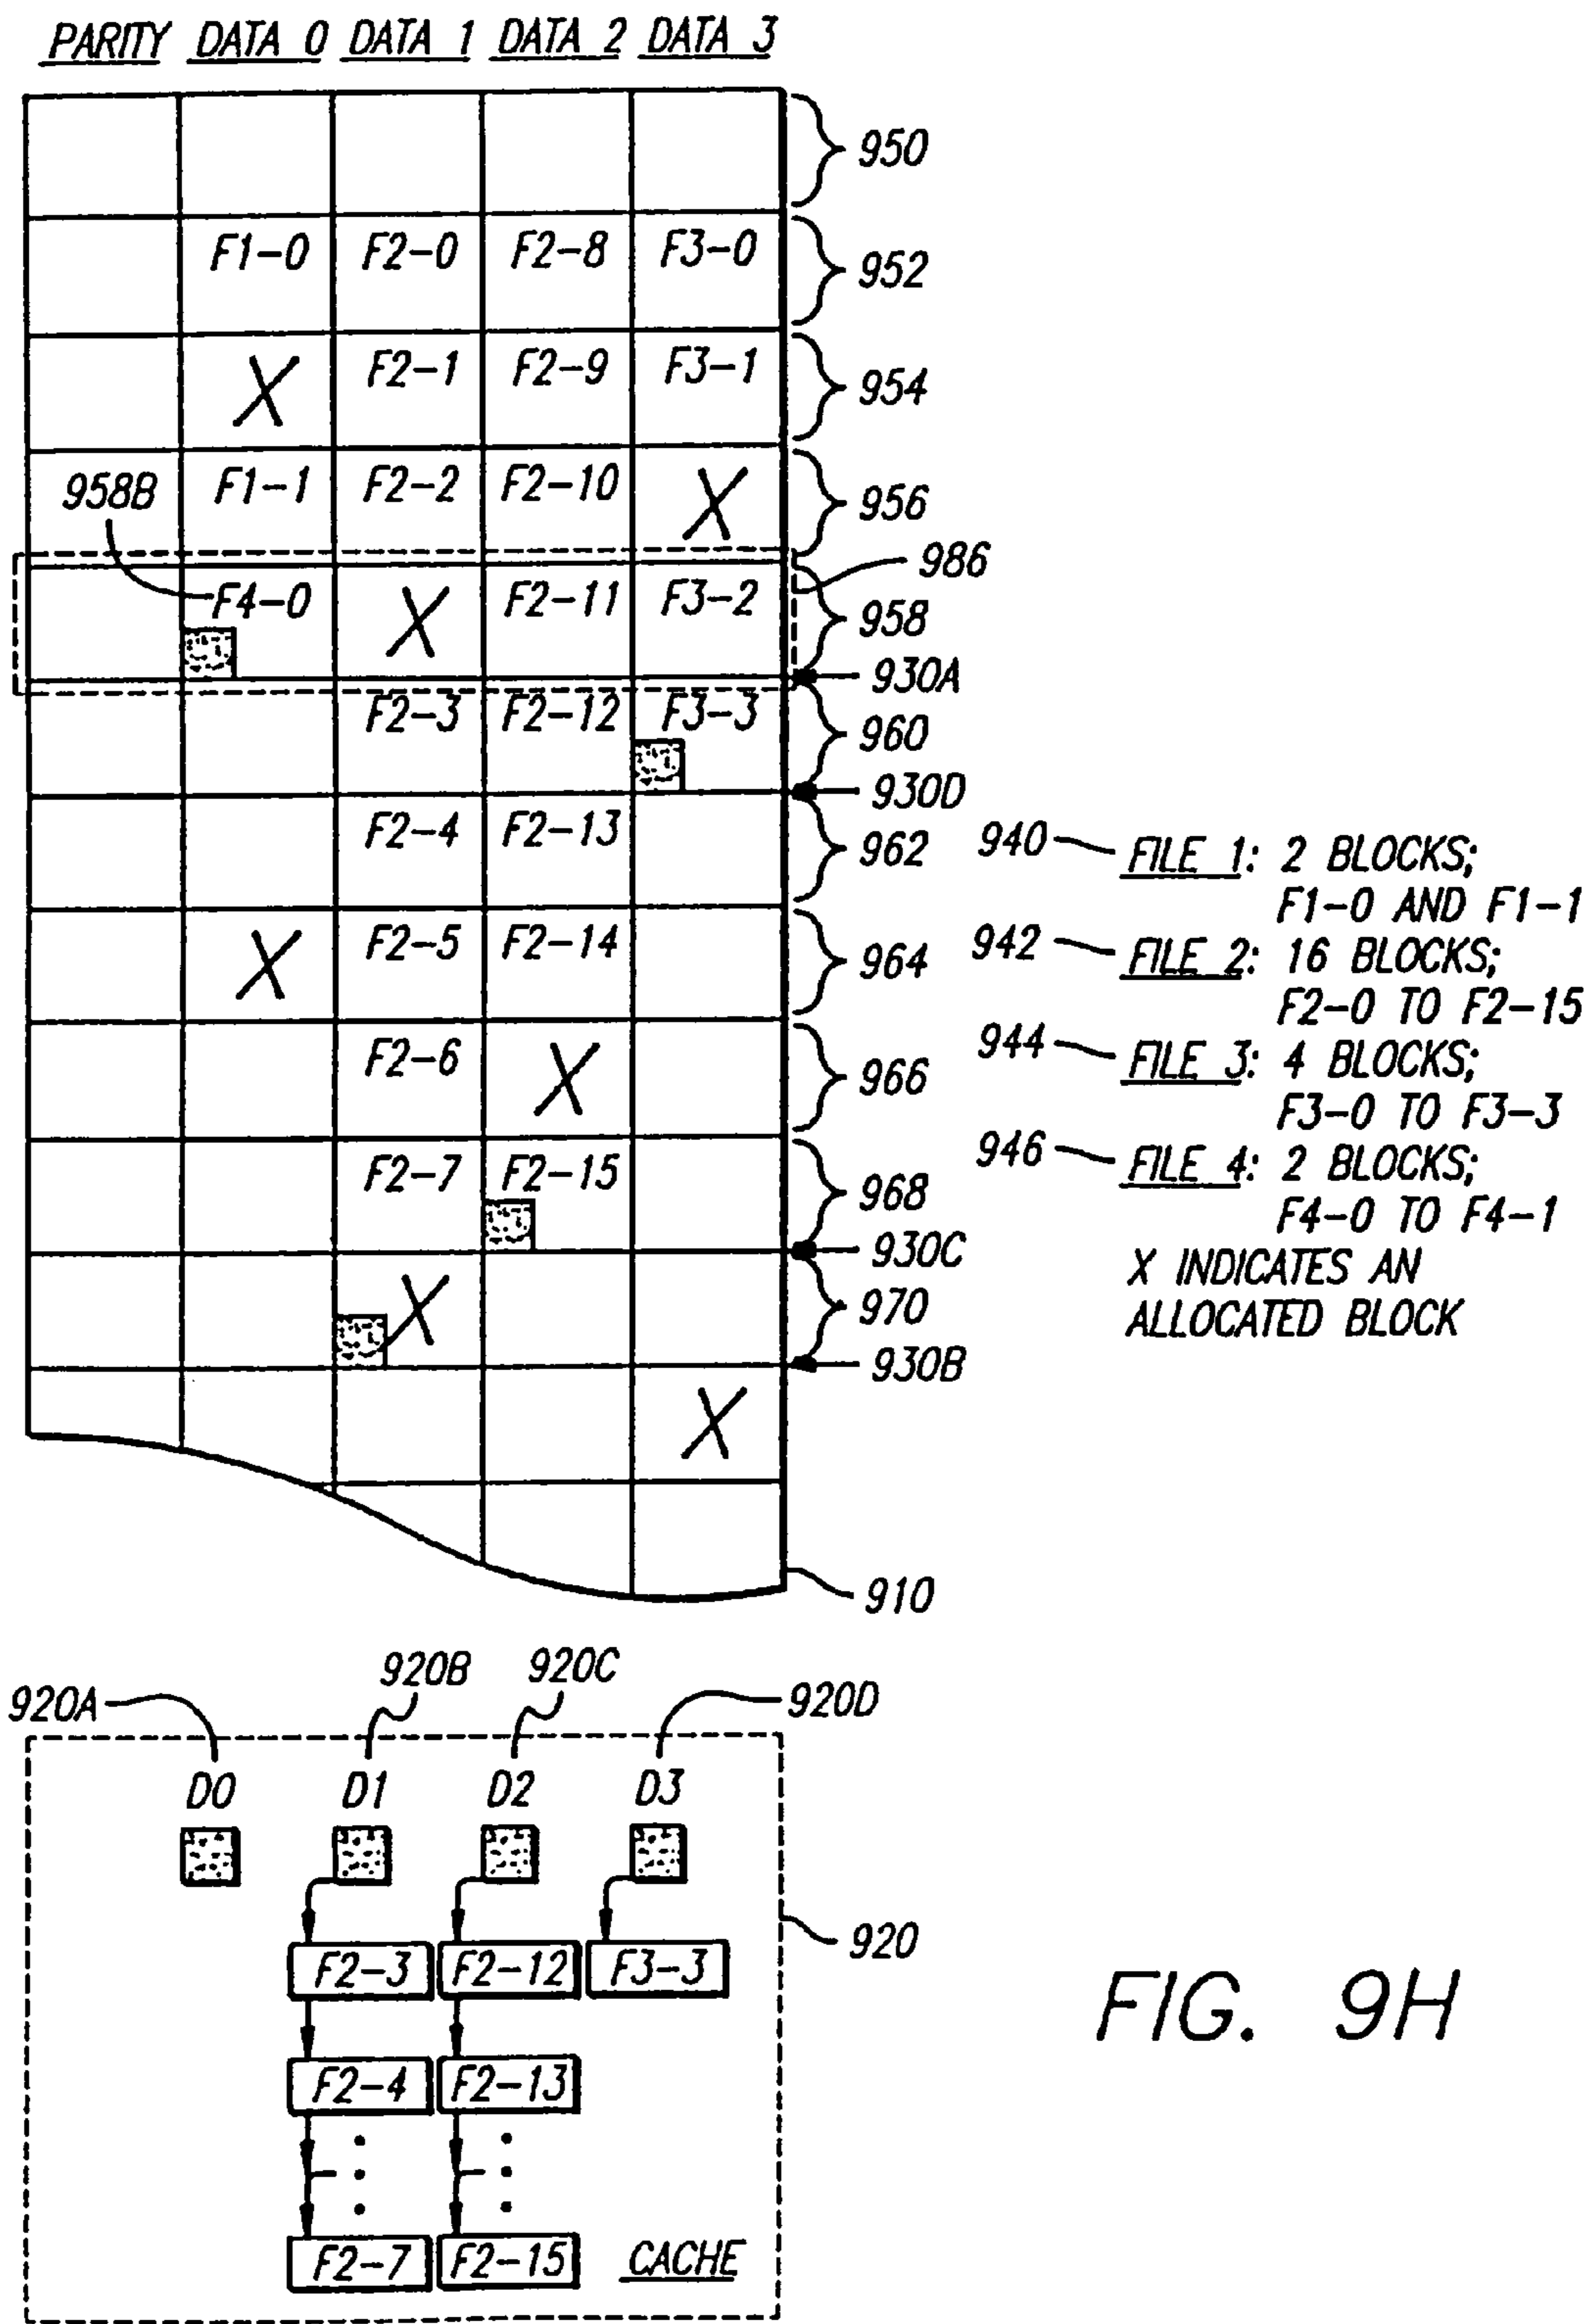 PARITY DATA 0 DATA 1 DATA 2 DATA 3
950
F1-0 F2-0 F2-8 F3-0 952
X F2-1 F2-9 F3-1 954
958B F1-1 F2-2 F2-10 X 956
986
F4-0 X F2-11 F3-2 958
930A
F2-3 F2-12 F3-3 960
930D
F2-4 F2-13 962
X F2-5 F2-14 964
F2-6 X 966
F2-7 F2-15 968
930C
X 970
930B
X
910
940 FILE 1: 2 BLOCKS;
F1-0 AND F1-1
942 FILE 2: 16 BLOCKS;
F2-0 TO F2-15
944 FILE 3: 4 BLOCKS;
F3-0 TO F3-3
946 FILE 4: 2 BLOCKS;
F4-0 TO F4-1
X INDICATES AN
ALLOCATED BLOCK
920A 920B 920C 920D
D0 D1 D2 D3
920
F2-3 F2-12 F3-3
F2-4 F2-13
F2-7 F2-15 CACHE
FIG. 9H